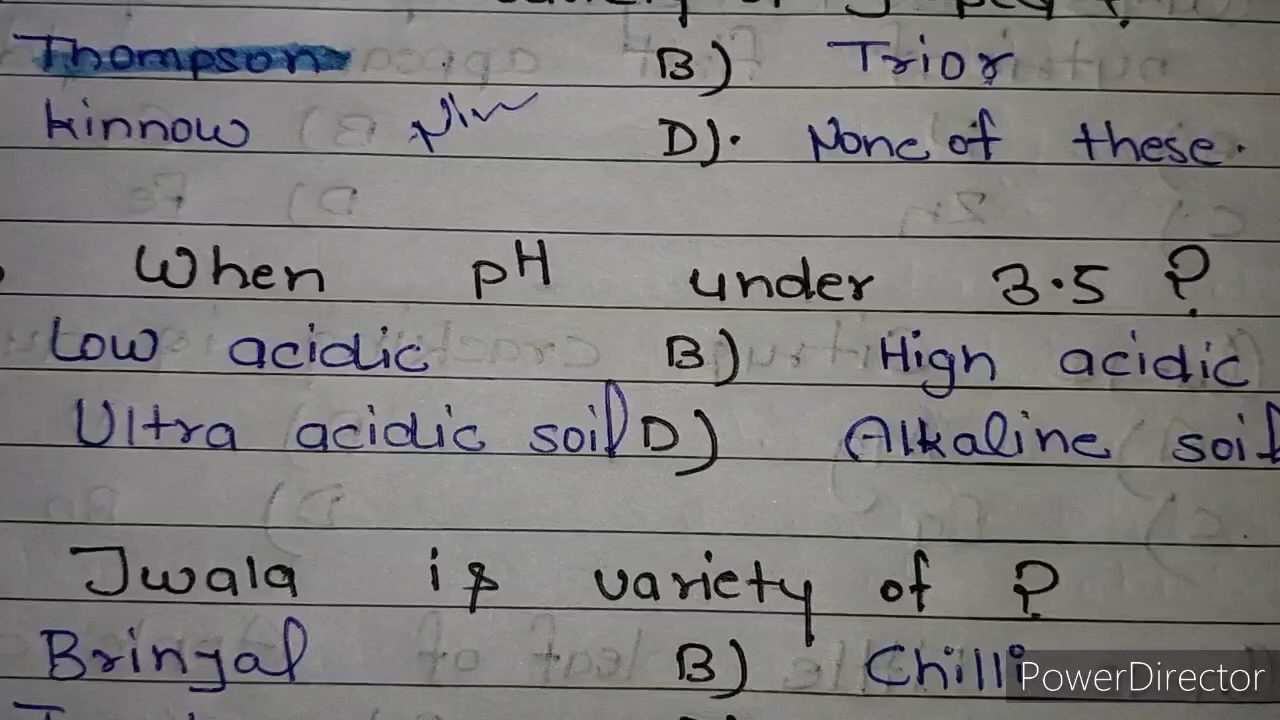 Thompson B) Trior
kinnow D). None of these.
When pH under 3.5 ?
Low acidic B) High acidic
Ultra acidic soil D) Alkaline soil
Jwala is variety of ?
Brinjal B) Chilli
PowerDirector